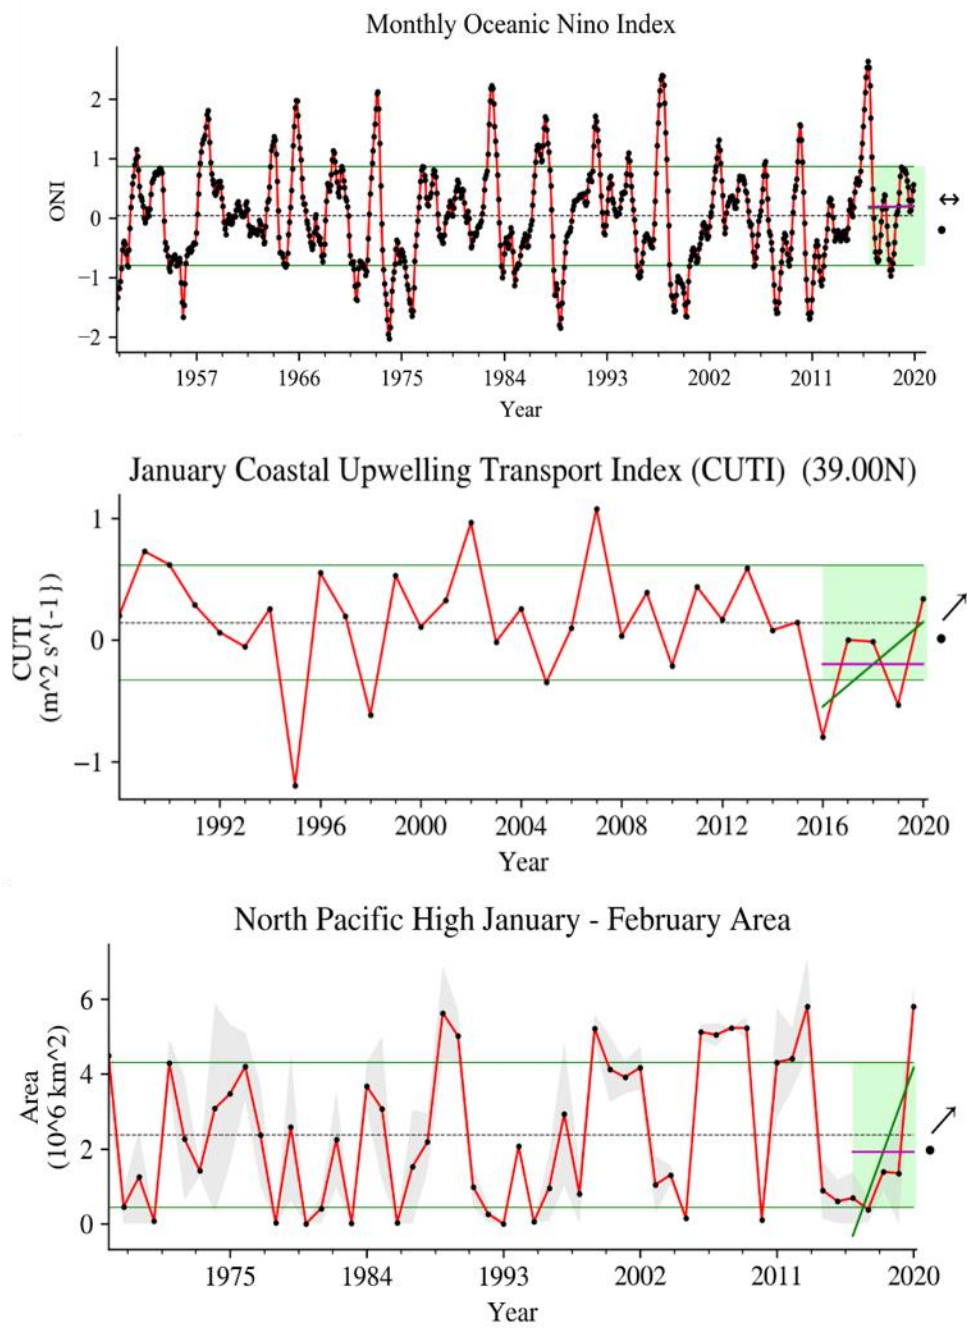 Monthly Oceanic Nino Index
2
1
0
−1
−2
ONI
1957 1966 1975 1984 1993 2002 2011 2020
Year
January Coastal Upwelling Transport Index (CUTI) (39.00N)
1
0
−1
CUTI
(m^2 s^{-1})
1992 1996 2000 2004 2008 2012 2016 2020
Year
North Pacific High January - February Area
6
4
2
0
Area
(10^6 km^2)
1975 1984 1993 2002 2011 2020
Year